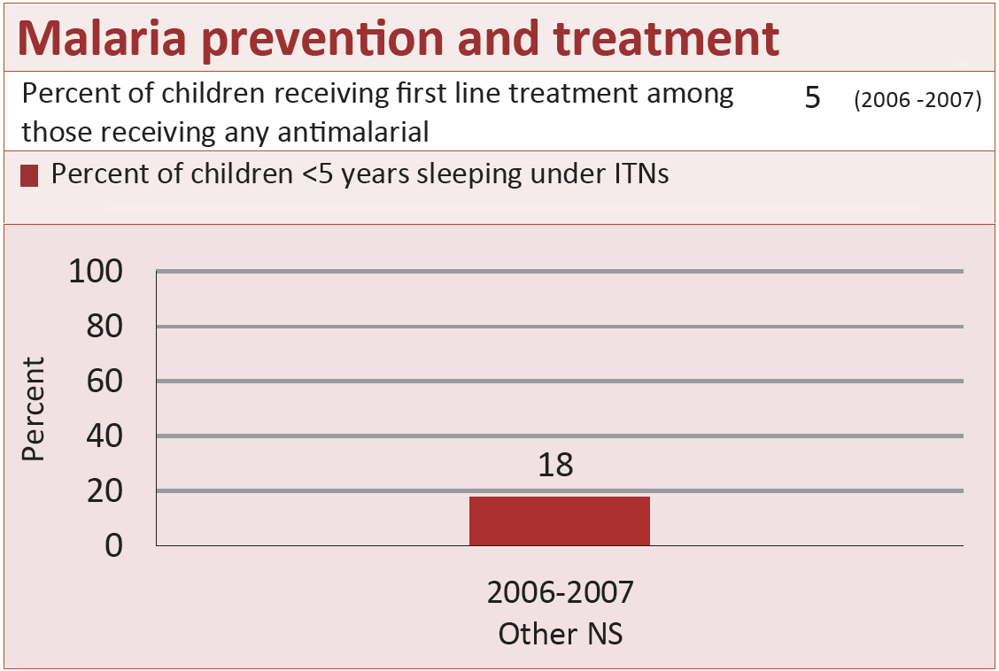 Malaria prevention and treatment
Percent of children receiving first line treatment among 5 (2006 -2007)
those receiving any antimalarial
Percent of children <5 years sleeping under ITNs
100
80
60
40
20
0
Percent
18
2006-2007
Other NS